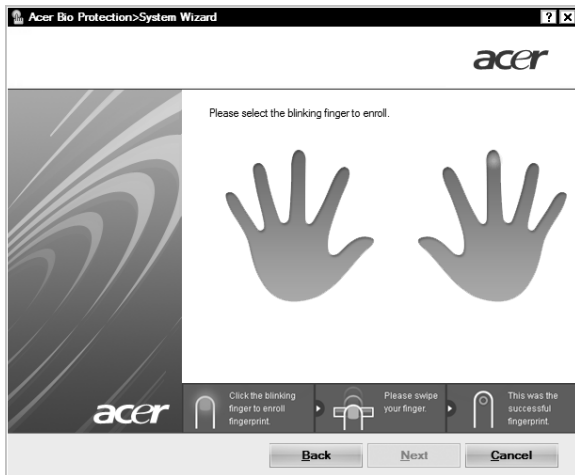 Acer Bio Protection>System Wizard
acer
Please select the blinking finger to enroll.
acer
Click the blinking
finger to enroll
fingerprint.
Please swipe
your finger.
This was the
successful
fingerprint.
Back
Next
Cancel